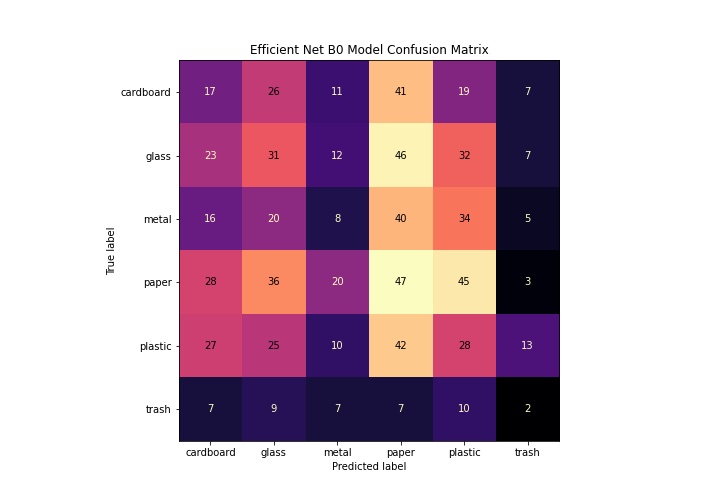 Efficient Net B0 Model Confusion Matrix
True label
cardboard 17 26 11 41 19 7
glass 23 31 12 46 32 7
metal 16 20 8 40 34 5
paper 28 36 20 47 45 3
plastic 27 25 10 42 28 13
trash 7 9 7 7 10 2
cardboard glass metal paper plastic trash
Predicted label